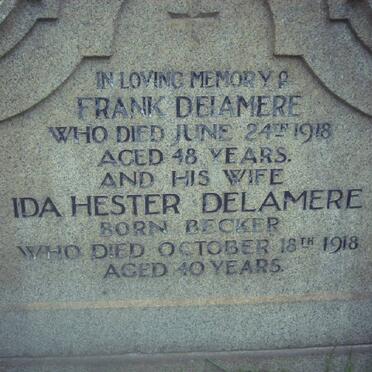 IN LOVING MEMORY OF
FRANK DELAMERE
WHO DIED JUNE 24TH 1918
AGED 48 YEARS.
AND HIS WIFE
IDA HESTER DELAMERE
BORN BECKER
WHO DIED OCTOBER 18TH 1918
AGED 40 YEARS.